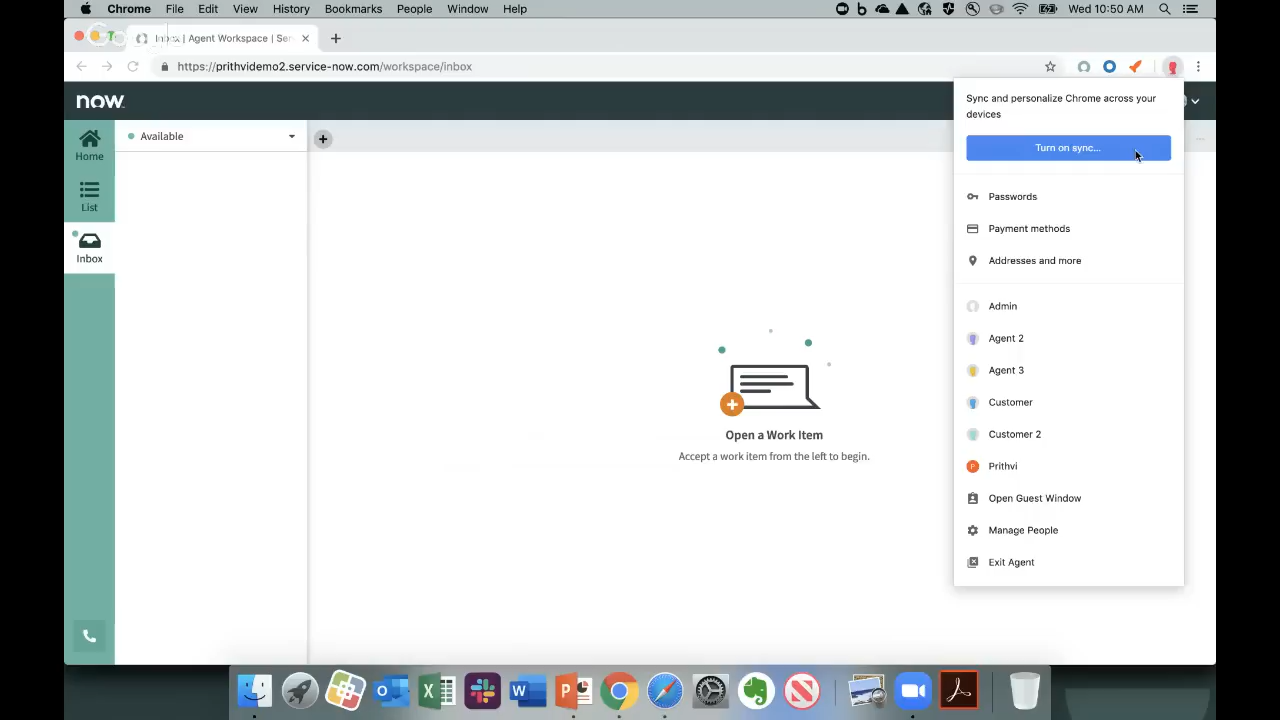 Chrome File Edit View History Bookmarks People Window Help Wed 10:50 AM
Inbox | Agent Workspace | Ser
https://prithvidemo2.service-now.com/workspace/inbox
now
Sync and personalize Chrome across your
devices
Turn on sync...
Passwords
Payment methods
Addresses and more
Admin
Agent 2
Agent 3
Customer
Customer 2
P Prithvi
Open Guest Window
Manage People
Exit Agent
Home
List
Inbox
Available
Open a Work Item
Accept a work item from the left to begin.